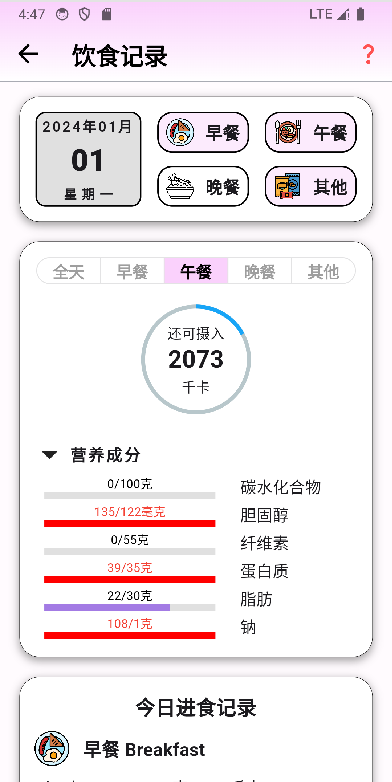 4:47
LTE
饮食记录
?
2024年01月
01
星期一
早餐
午餐
晚餐
其他
全天 早餐 午餐 晚餐 其他
还可摄入
2073
千卡
营养成分
0/100克
碳水化合物
135/122毫克
胆固醇
0/55克
纤维素
39/35克
蛋白质
22/30克
脂肪
108/1克
钠
今日进食记录
早餐 Breakfast